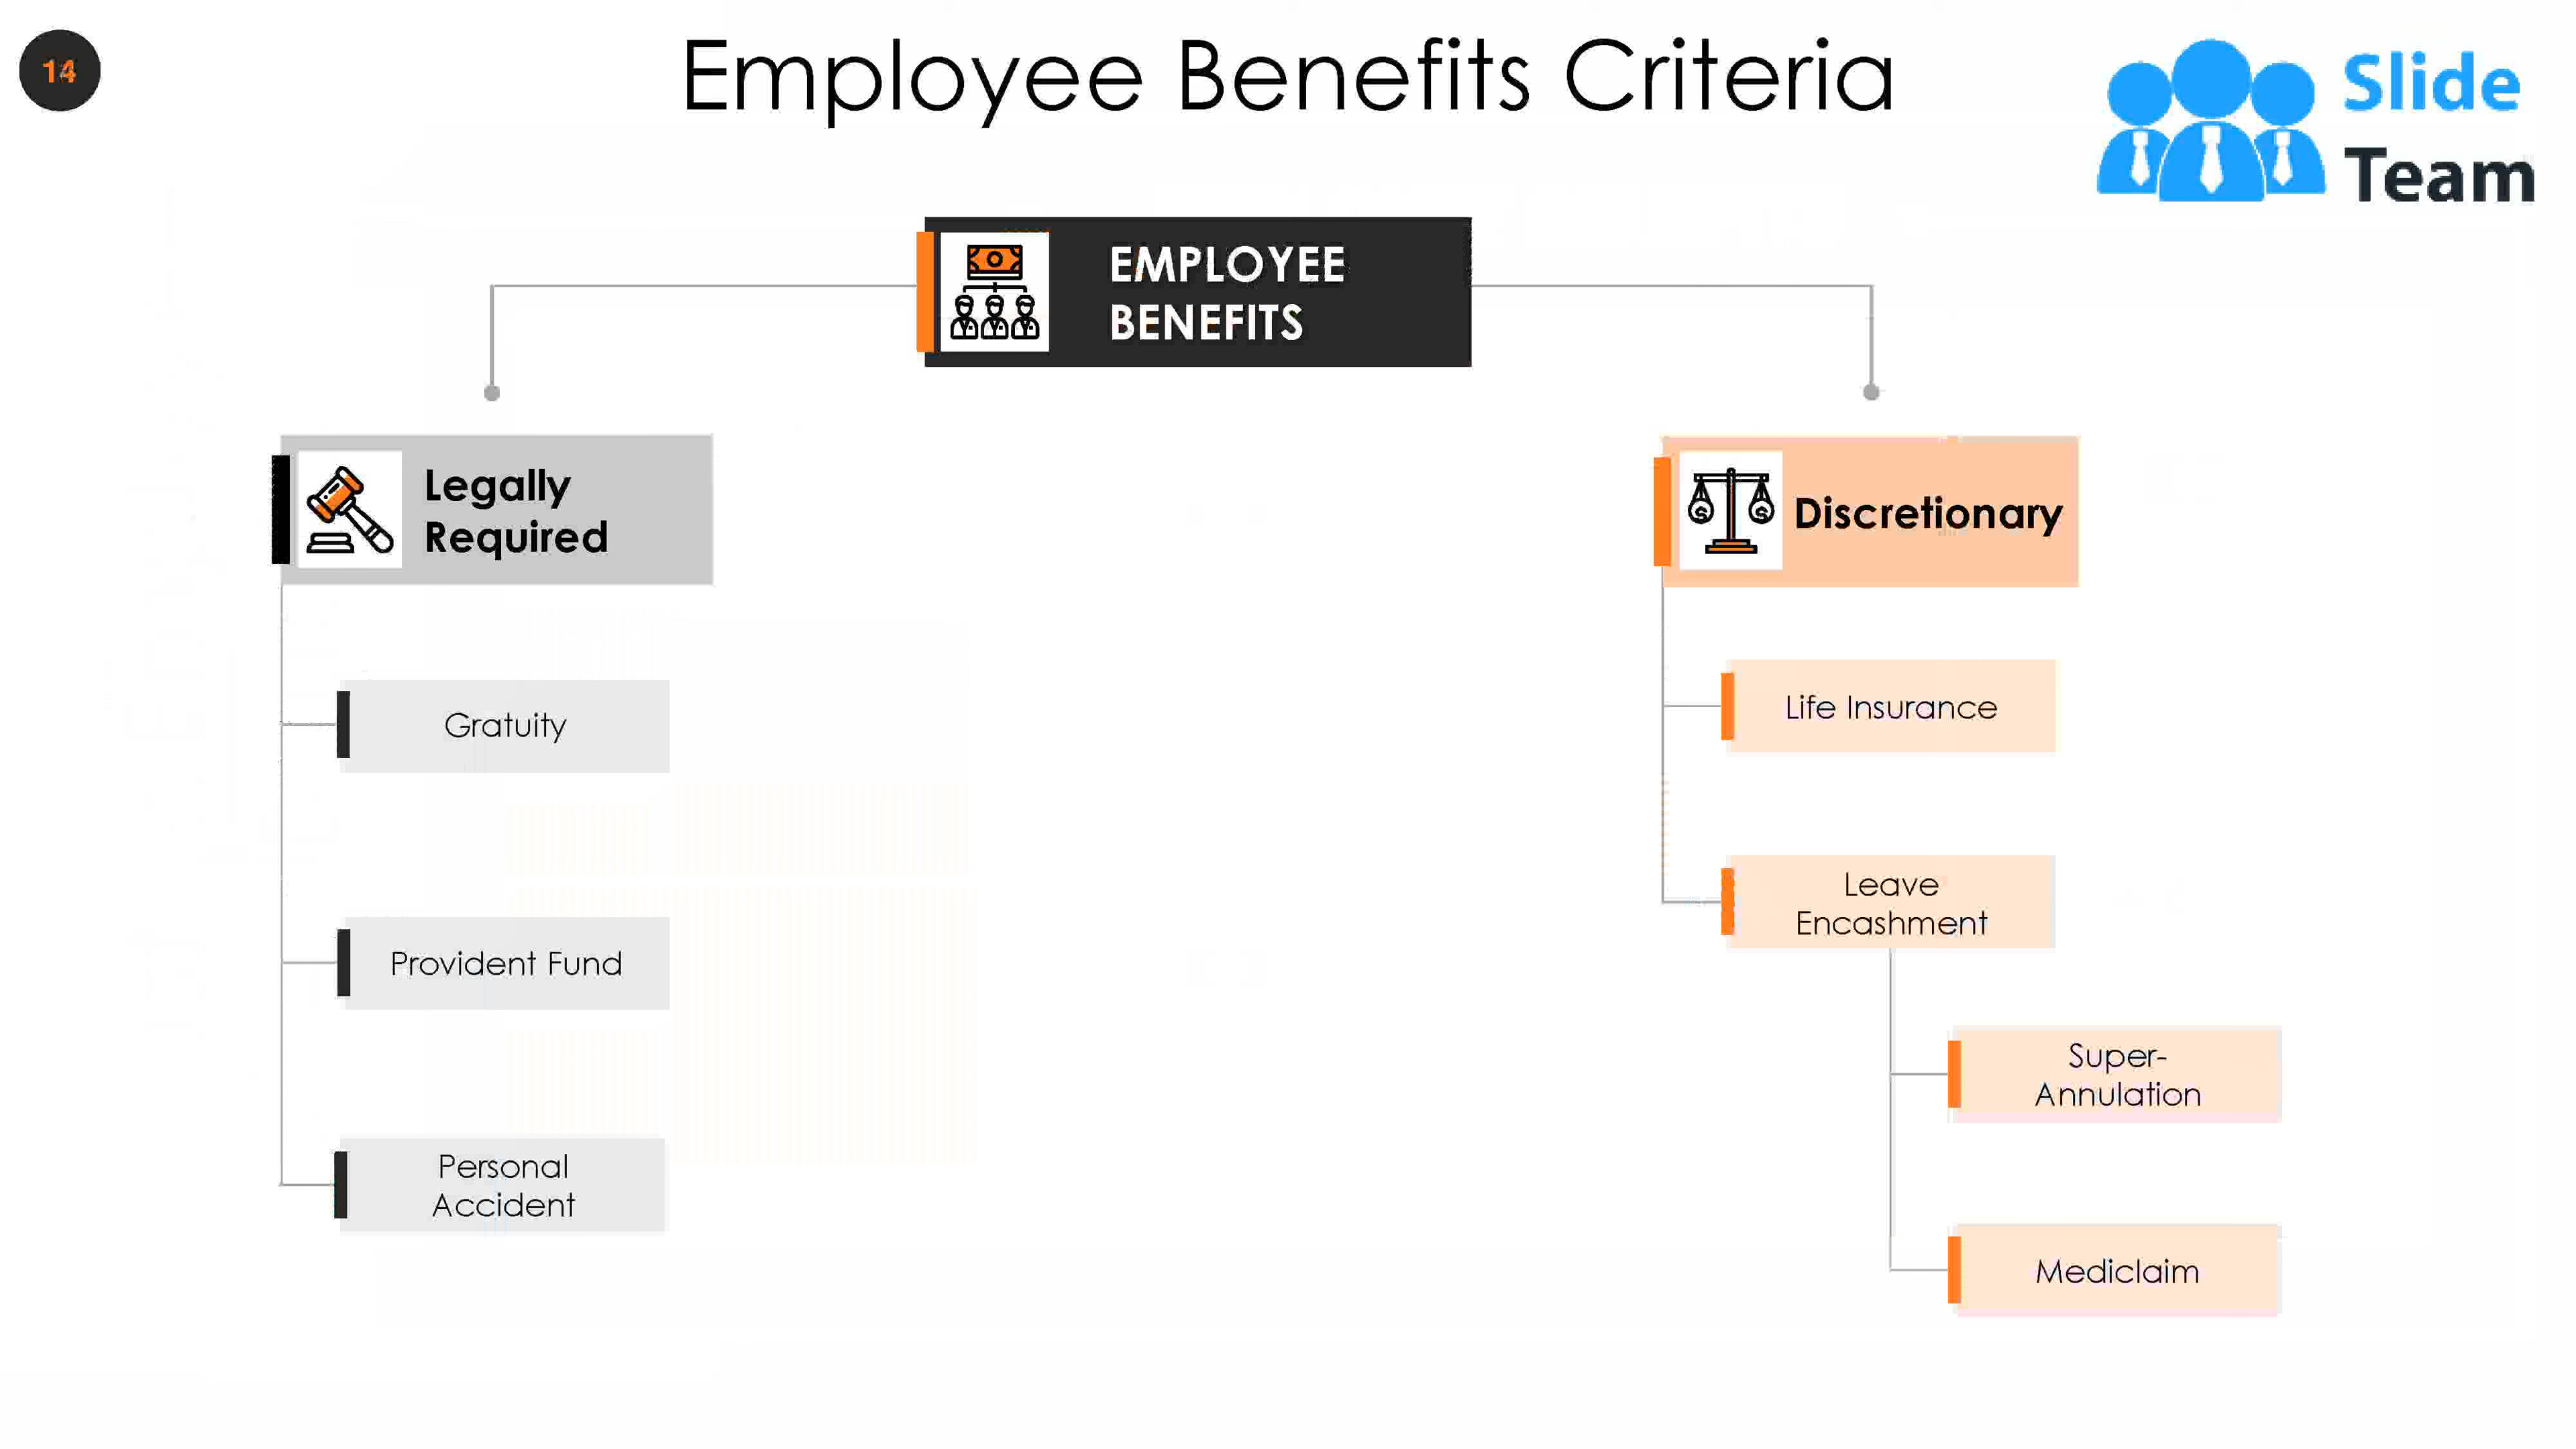 14
Employee Benefits Criteria
Slide
Team
EMPLOYEE
BENEFITS
Legally
Required
Gratuity
Provident Fund
Personal
Accident
Discretionary
Life Insurance
Leave
Encashment
Super-
Annulation
Mediclaim